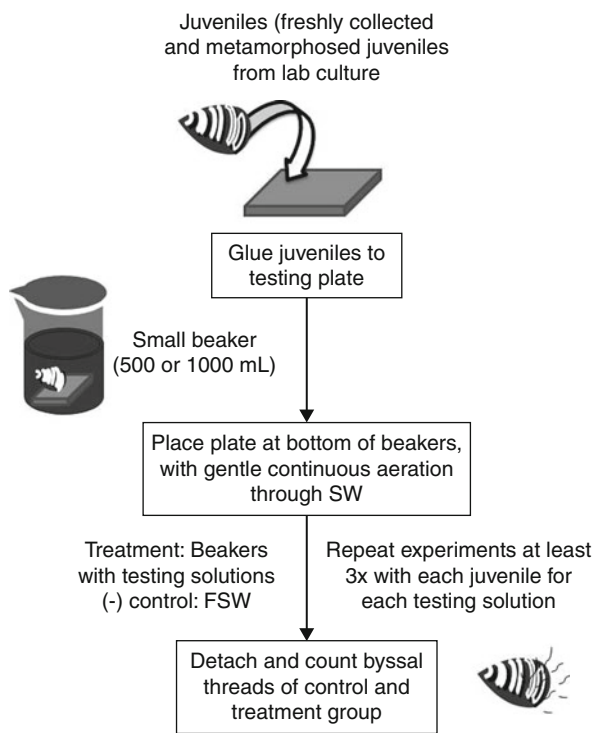 Juveniles (freshly collected
and metamorphosed juveniles
from lab culture
Glue juveniles to
testing plate
Small beaker
(500 or 1000 mL)
Place plate at bottom of beakers,
with gentle continuous aeration
through SW
Treatment: Beakers
with testing solutions
(-) control: FSW
Repeat experiments at least
3x with each juvenile for
each testing solution
Detach and count byssal
threads of control and
treatment group